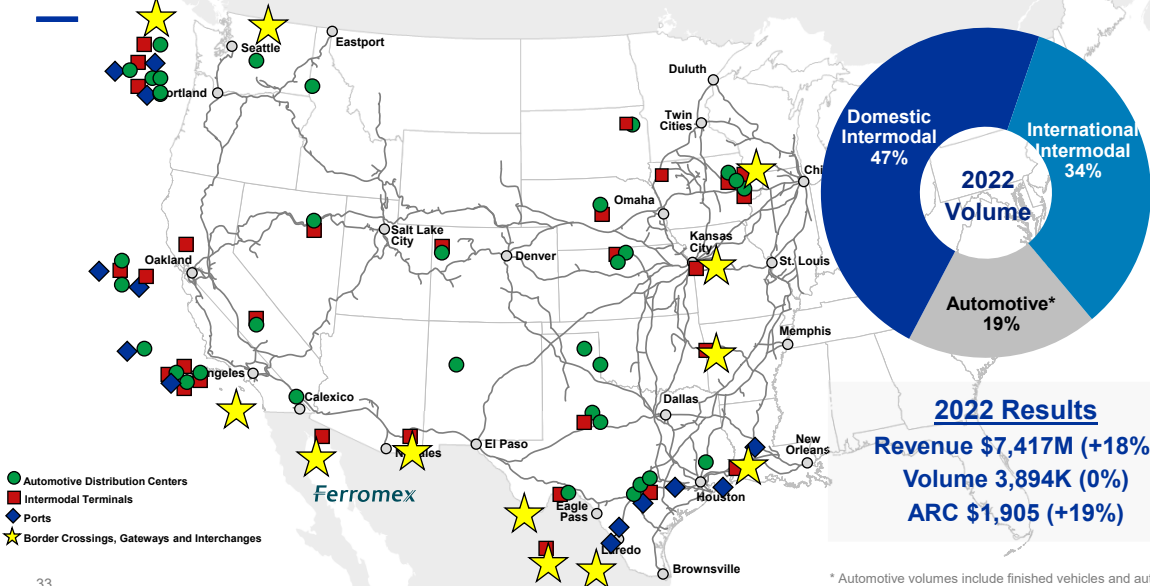 Seattle
Eastport
Portland
Duluth
Twin
Cities
Chi
Omaha
Salt Lake
City
Denver
Kansas
City
St. Louis
Oakland
Memphis
ngeles
Calexico
Dallas
El Paso
Nogales
New
Orleans
Houston
Eagle
Pass
Laredo
Brownsville
Ferromex
Automotive Distribution Centers
Intermodal Terminals
Ports
Border Crossings, Gateways and Interchanges
Domestic
Intermodal
47%
International
Intermodal
34%
2022
Volume
Automotive*
19%
2022 Results
Revenue $7,417M (+18%
Volume 3,894K (0%)
ARC $1,905 (+19%)
33
* Automotive volumes include finished vehicles and aut